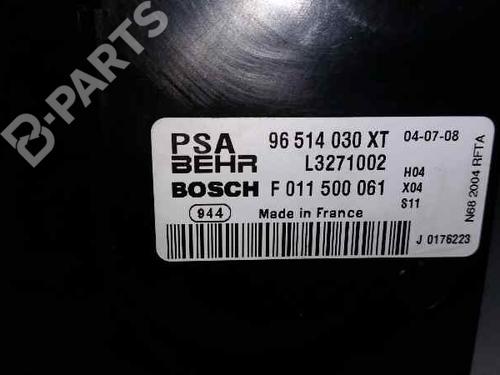 B-PARTS
PSA 96 514 030 XT 04-07-08
BEHR L3271002
H04
BOSCH F 011 500 061 X04
S11
944 Made in France
J 0176223
N68 2004 RFTA